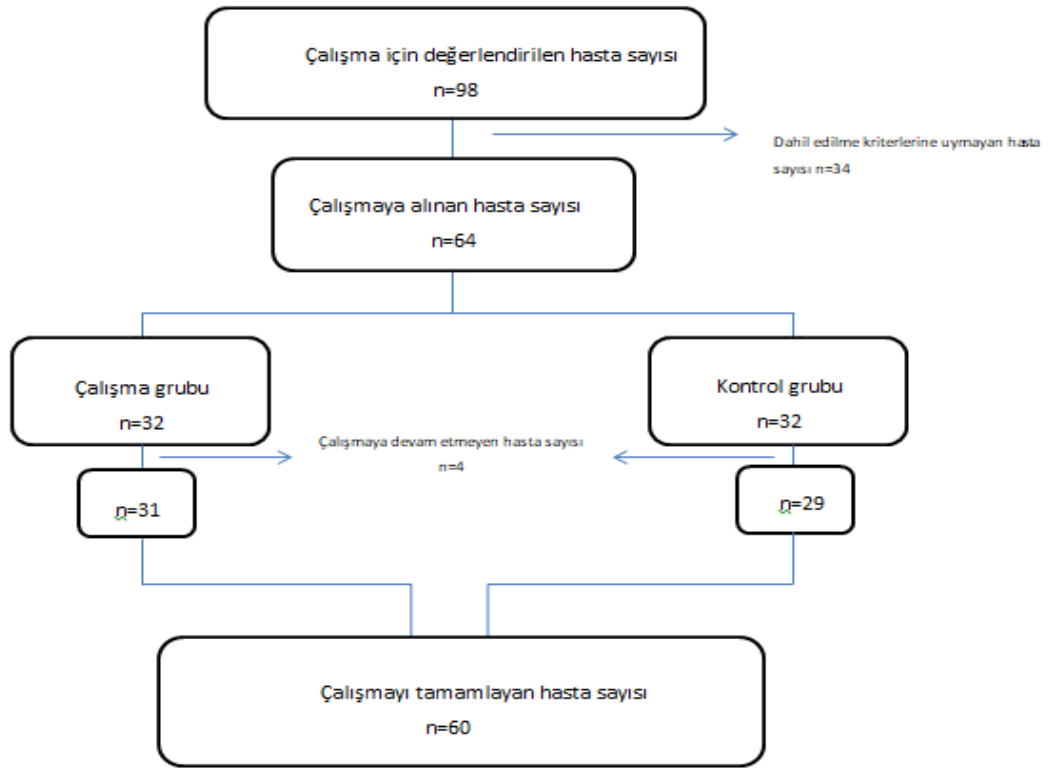 Çalışma için değerlendirilen hasta sayısı
n=98
Dahil edilme kriterlerine uymayan hasta
sayısı n=34
Çalışmaya alınan hasta sayısı
n=64
Çalışma grubu
n=32
Kontrol grubu
n=32
Çalışmaya devam etmeyen hasta sayısı
n=4
n=31
n=29
Çalışmayı tamamlayan hasta sayısı
n=60